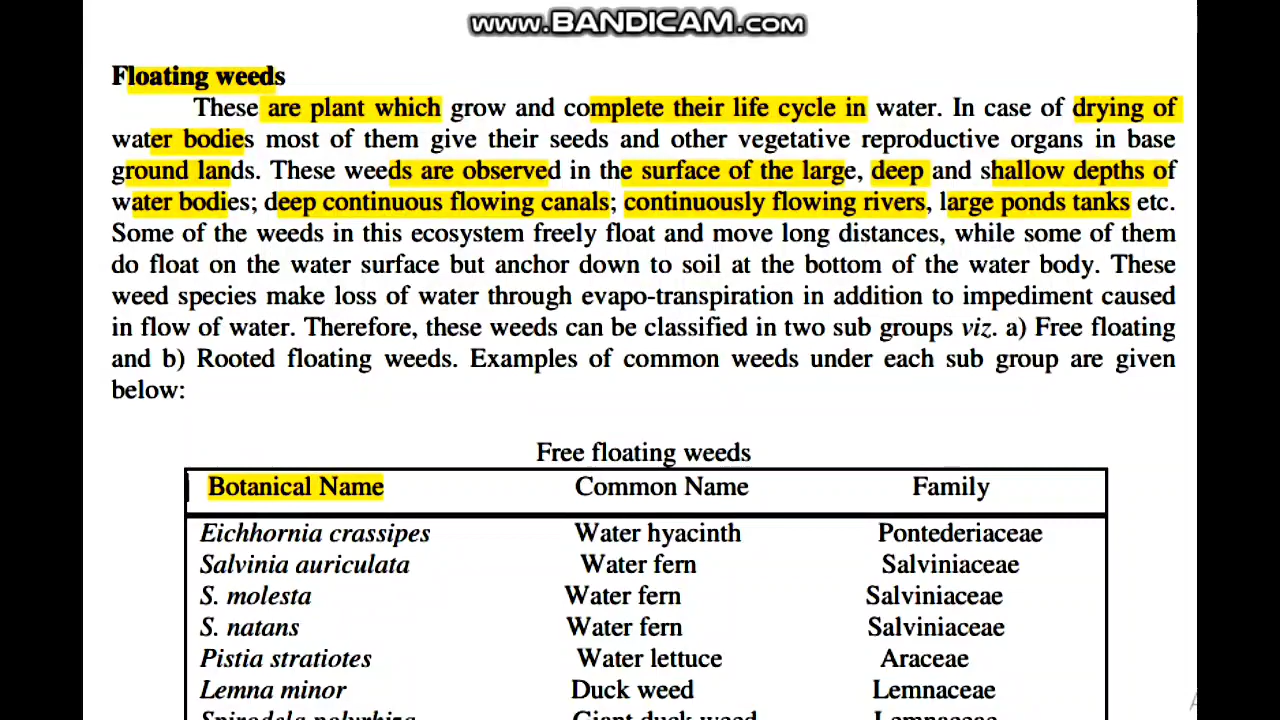 www.BANDICAM.com
Floating weeds
These are plant which grow and complete their life cycle in water. In case of drying of
water bodies most of them give their seeds and other vegetative reproductive organs in base
ground lands. These weeds are observed in the surface of the large, deep and shallow depths of
water bodies; deep continuous flowing canals; continuously flowing rivers, large ponds tanks etc.
Some of the weeds in this ecosystem freely float and move long distances, while some of them
do float on the water surface but anchor down to soil at the bottom of the water body. These
weed species make loss of water through evapo-transpiration in addition to impediment caused
in flow of water. Therefore, these weeds can be classified in two sub groups viz. a) Free floating
and b) Rooted floating weeds. Examples of common weeds under each sub group are given
below:
Free floating weeds
Botanical Name Common Name Family
Eichhornia crassipes Water hyacinth Pontederiaceae
Salvinia auriculata Water fern Salviniaceae
S. molesta Water fern Salviniaceae
S. natans Water fern Salviniaceae
Pistia stratiotes Water lettuce Araceae
Lemna minor Duck weed Lemnaceae
Spirodela polyrhiza Giant duck weed Lemnaceae